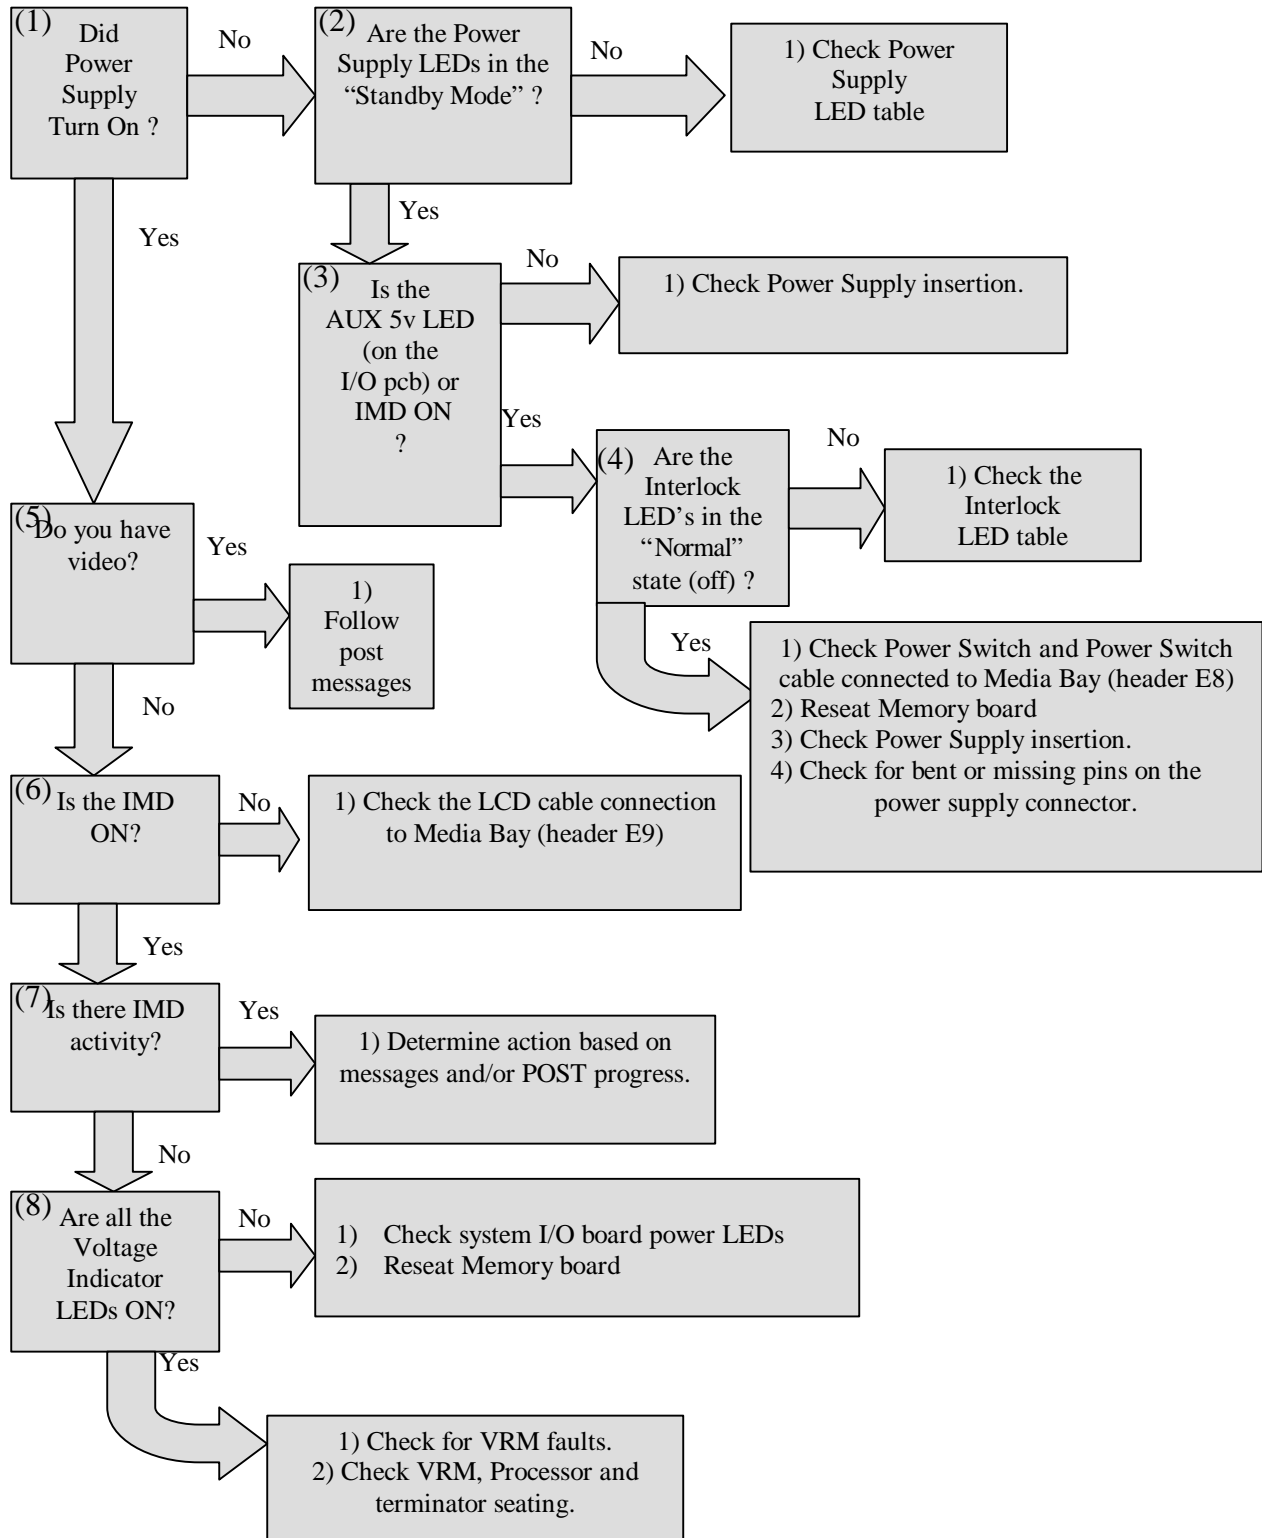 (1)
Did
Power
Supply
Turn On ?
No
(2)
Are the Power
Supply LEDs in the
“Standby Mode” ?
No
1) Check Power
Supply
LED table
Yes
Yes
(3)
Is the
AUX 5v LED
(on the
I/O pcb) or
IMD ON
?
No
1) Check Power Supply insertion.
Yes
(4)
Are the
Interlock
LED’s in the
“Normal”
state (off) ?
No
1) Check the
Interlock
LED table
Yes
1) Check Power Switch and Power Switch
cable connected to Media Bay (header E8)
2) Reseat Memory board
3) Check Power Supply insertion.
4) Check for bent or missing pins on the
power supply connector.
(5)
Do you have
video?
Yes
1)
Follow
post
messages
No
(6)
Is the IMD
ON?
No
1) Check the LCD cable connection
to Media Bay (header E9)
Yes
(7)
Is there IMD
activity?
Yes
1) Determine action based on
messages and/or POST progress.
No
(8)
Are all the
Voltage
Indicator
LEDs ON?
No
1) Check system I/O board power LEDs
2) Reseat Memory board
Yes
1) Check for VRM faults.
2) Check VRM, Processor and
terminator seating.